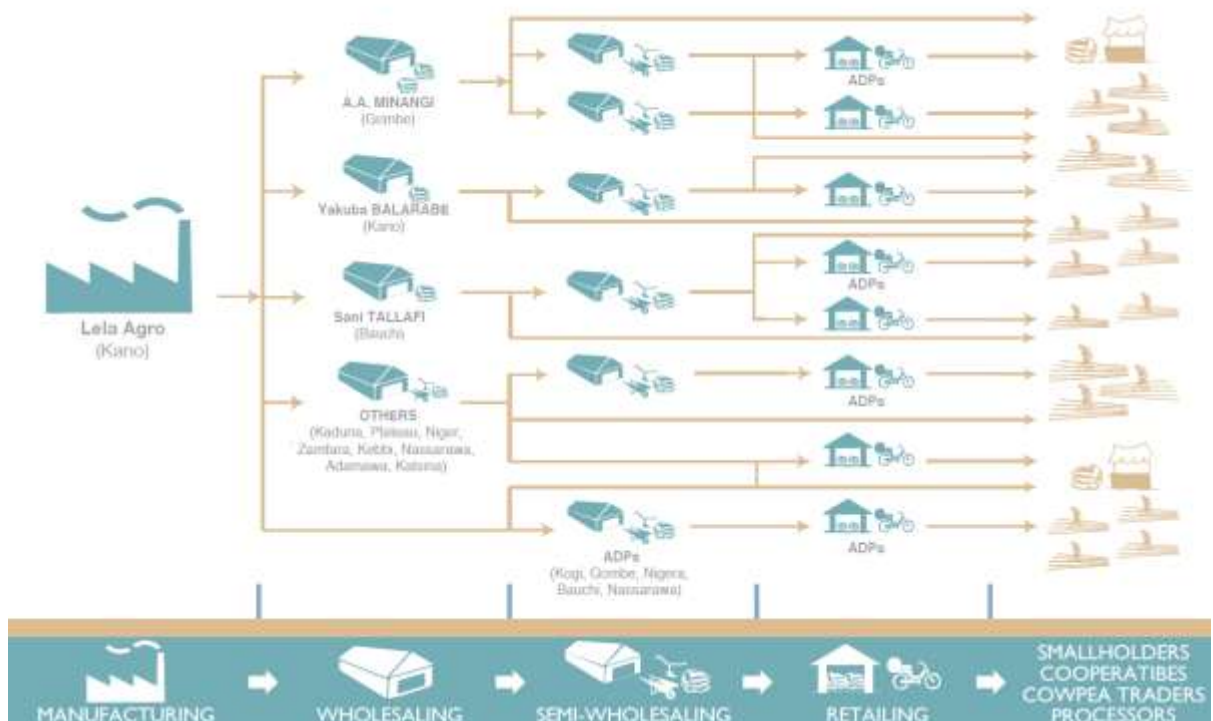 A.A. MINANGI
(Gombe)
ADPs
Yakuba BALARABE
(Kano)
Lela Agro
(Kano)
Sani TALLAFI
(Bauchi)
ADPs
OTHERS
(Kaduna, Plateau, Niger,
Zamfara, Kebbi, Nassarawa,
Adamawa, Katsina)
ADPs
ADPs
(Kogi, Gombe, Nigera,
Bauchi, Nassarawa)
ADPs
MANUFACTURING
WHOLESALING
SEMI-WHOLESALING
RETAILING
SMALLHOLDERS
COOPERATIBES
COWPEA TRADERS
PROCESSORS